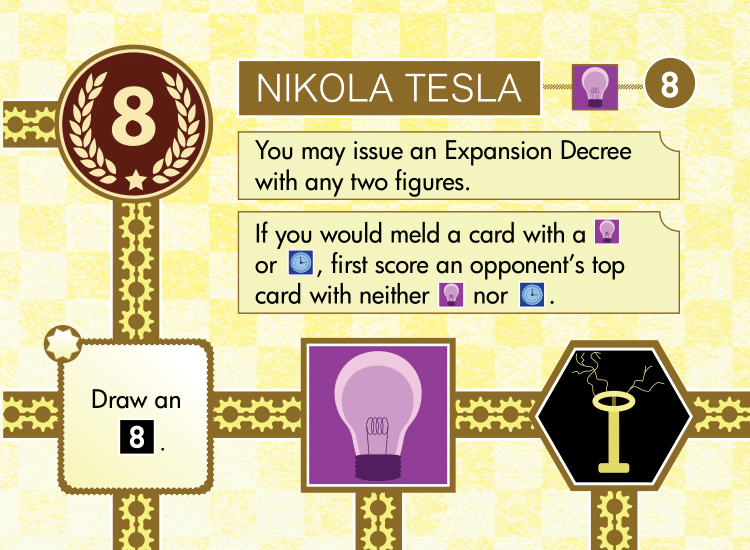 8
NIKOLA TESLA
8
You may issue an Expansion Decree
with any two figures.
If you would meld a card with a
or , first score an opponent's top
card with neither nor .
Draw an
8 .